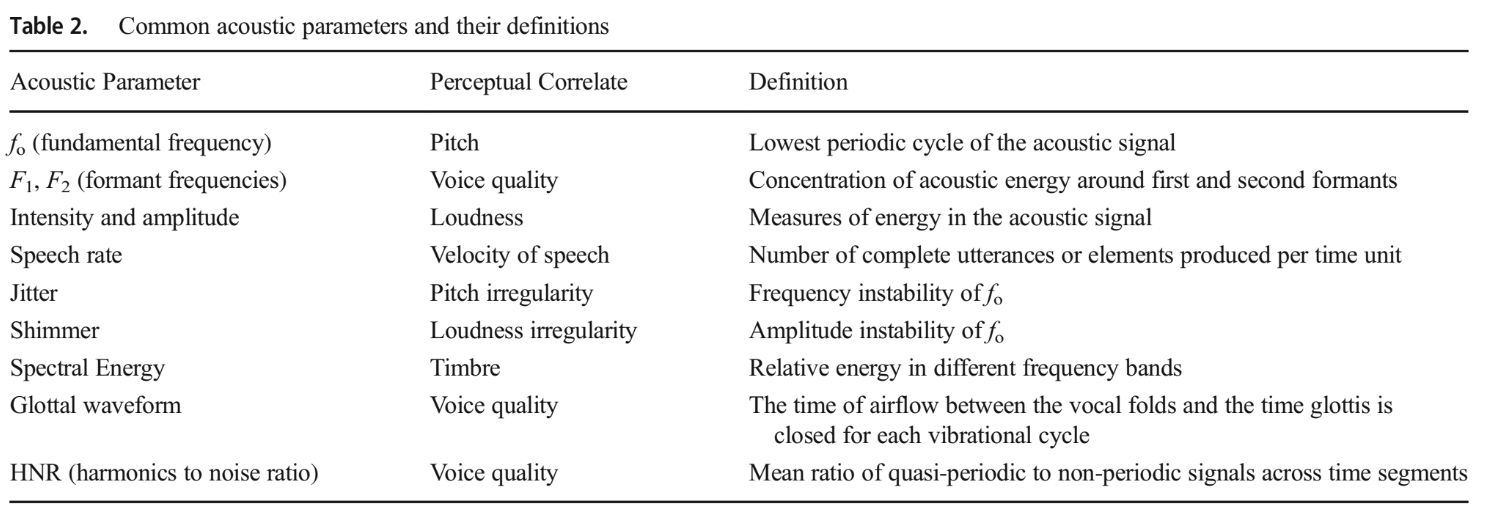 Table 2. Common acoustic parameters and their definitions
Acoustic Parameter Perceptual Correlate Definition
fo (fundamental frequency) Pitch Lowest periodic cycle of the acoustic signal
F1, F2 (formant frequencies) Voice quality Concentration of acoustic energy around first and second formants
Intensity and amplitude Loudness Measures of energy in the acoustic signal
Speech rate Velocity of speech Number of complete utterances or elements produced per time unit
Jitter Pitch irregularity Frequency instability of fo
Shimmer Loudness irregularity Amplitude instability of fo
Spectral Energy Timbre Relative energy in different frequency bands
Glottal waveform Voice quality The time of airflow between the vocal folds and the time glottis is
closed for each vibrational cycle
HNR (harmonics to noise ratio) Voice quality Mean ratio of quasi-periodic to non-periodic signals across time segments